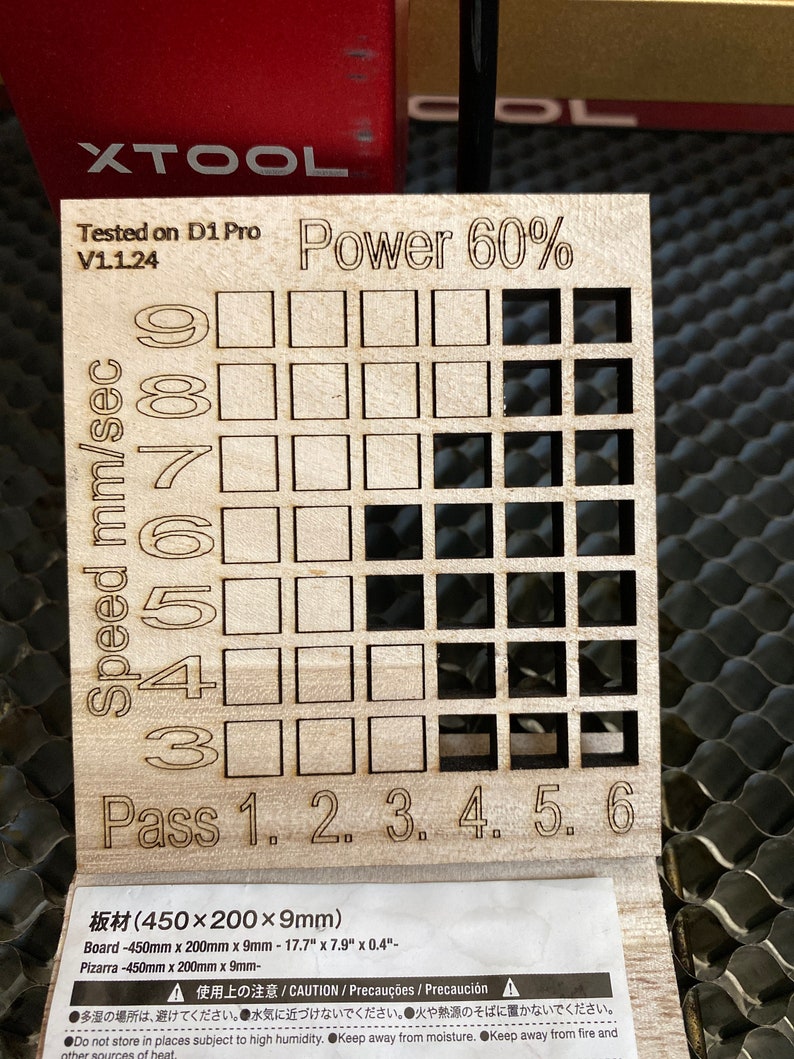 XTOOL
OOL
Tested on D1 Pro
V1.1.24
Power 60%
Speed mm/sec
9
8
7
6
5
4
3
Pass 1. 2. 3. 4. 5. 6
板材(450×200×9mm)
Board -450mm x 200mm x 9mm - 17.7" x 7.9" x 0.4"-
Pizarra -450mm x 200mm x 9mm-
使用上の注意 / CAUTION / Precauções / Precaución
●多湿の場所は、避けてください。●水気に近づけないでください。●火や熱源のそばに置かないでください。
●Do not store in places subject to high humidity. ●Keep away from moisture. ●Keep away from fire and
other sources of heat.